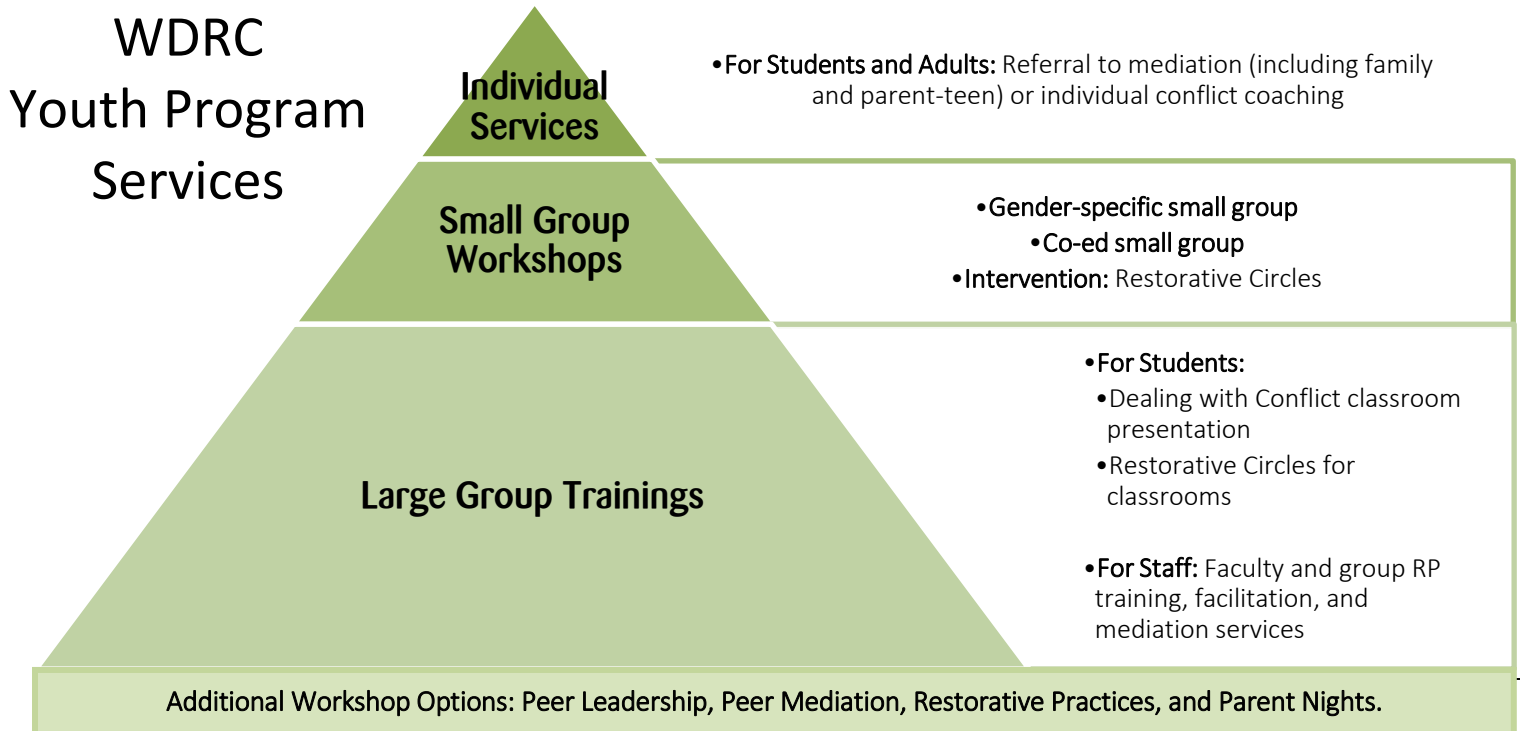 WDRC
Youth Program
Services
Individual
Services
•For Students and Adults: Referral to mediation (including family
and parent-teen) or individual conflict coaching
Small Group
Workshops
•Gender-specific small group
•Co-ed small group
•Intervention: Restorative Circles
Large Group Trainings
•For Students:
•Dealing with Conflict classroom
presentation
•Restorative Circles for
classrooms
•For Staff: Faculty and group RP
training, facilitation, and
mediation services
Additional Workshop Options: Peer Leadership, Peer Mediation, Restorative Practices, and Parent Nights.